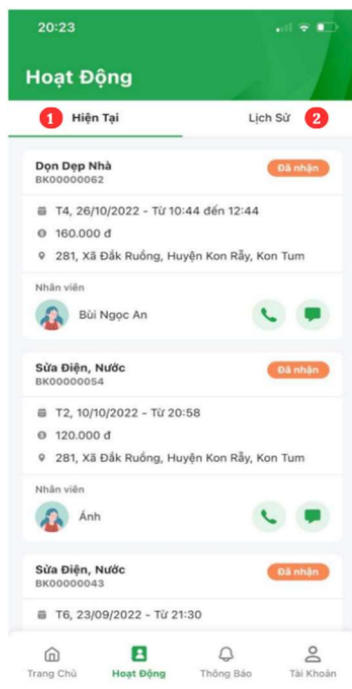 20:23
Hoạt Động
1 Hiện Tại
Lịch Sử 2
Dọn Dẹp Nhà
Đã nhận
BK00000062
T4, 26/10/2022 - Từ 10:44 đến 12:44
160.000 đ
281, Xã Đắk Ruồng, Huyện Kon Rẫy, Kon Tum
Nhân viên
Bùi Ngọc An
Sửa Điện, Nước
Đã nhận
BK00000054
T2, 10/10/2022 - Từ 20:58
120.000 đ
281, Xã Đắk Ruồng, Huyện Kon Rẫy, Kon Tum
Nhân viên
Ánh
Sửa Điện, Nước
Đã nhận
BK00000043
T6, 23/09/2022 - Từ 21:30
Trang Chủ
Hoạt Động
Thông Báo
Tài Khoản